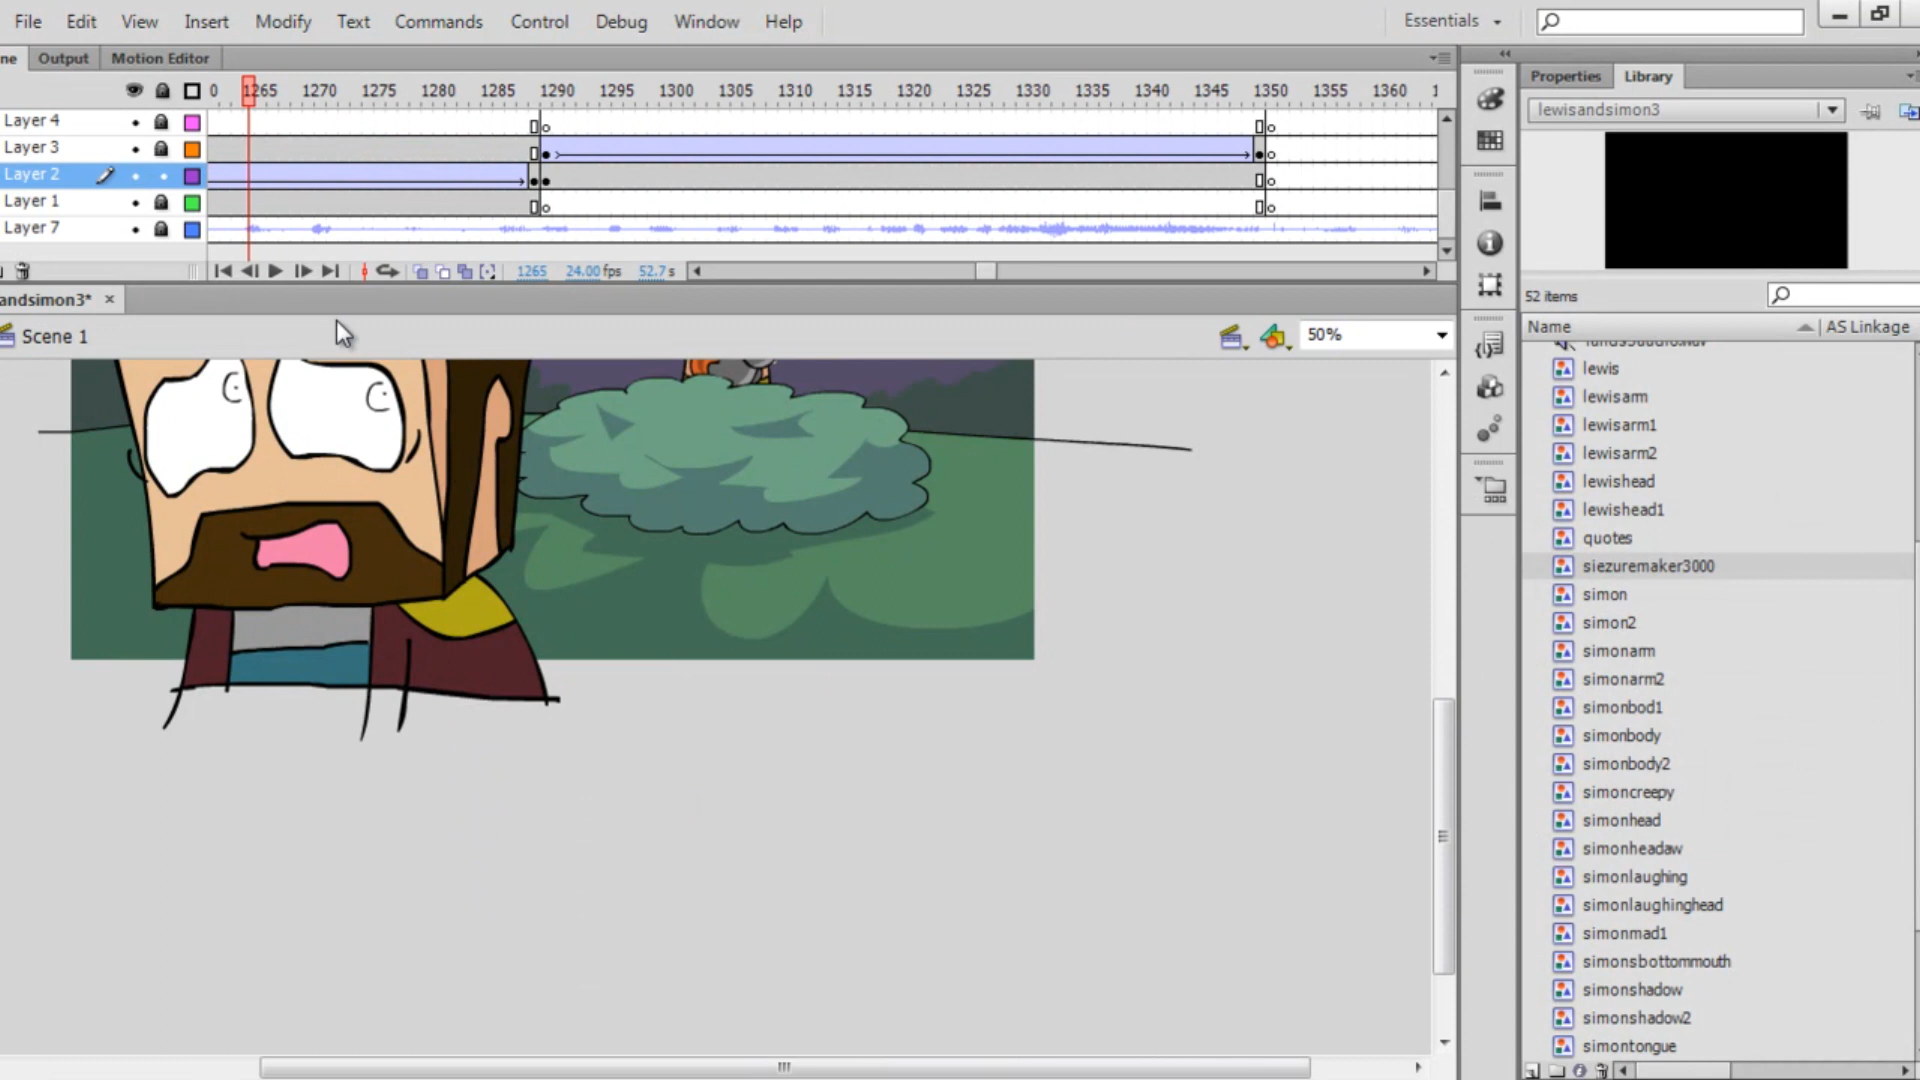 File Edit View Insert Modify Text Commands Control Debug Window Help Essentials
ne Output Motion Editor
Properties Library
0 1265 1270 1275 1280 1285 1290 1295 1300 1305 1310 1315 1320 1325 1330 1335 1340 1345 1350 1355 1360 1
lewisandsimon3
Layer 4
Layer 3
Layer 2
Layer 1
Layer 7
1265 24.00 fps 52.7 s
andsimon3* ×
52 items
Scene 1
50%
Name AS Linkage
lewis
lewisarm
lewisarm1
lewisarm2
lewishead
lewishead1
quotes
siezuremaker3000
simon
simon2
simonarm
simonarm2
simonbod1
simonbody
simonbody2
simoncreepy
simonhead
simonheadaw
simonlaughing
simonlaughinghead
simonmad1
simonsbottommouth
simonshadow
simonshadow2
simontongue